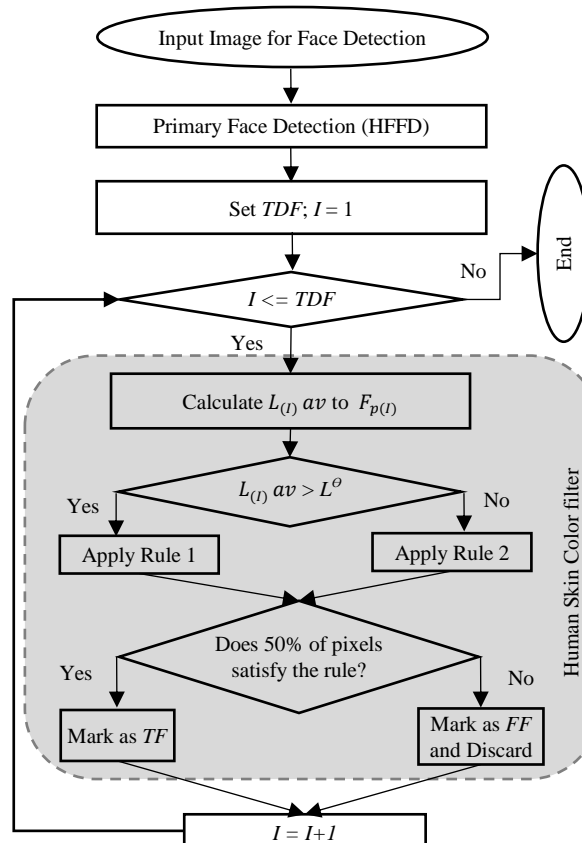 Input Image for Face Detection
Primary Face Detection (HFFD)
Set TDF; I = 1
I <= TDF
No
End
Yes
Calculate L(I) av to Fp(I)
L(I) av > L^Θ
Yes
No
Apply Rule 1
Apply Rule 2
Does 50% of pixels
satisfy the rule?
Yes
No
Mark as TF
Mark as FF
and Discard
Human Skin Color filter
I = I+1